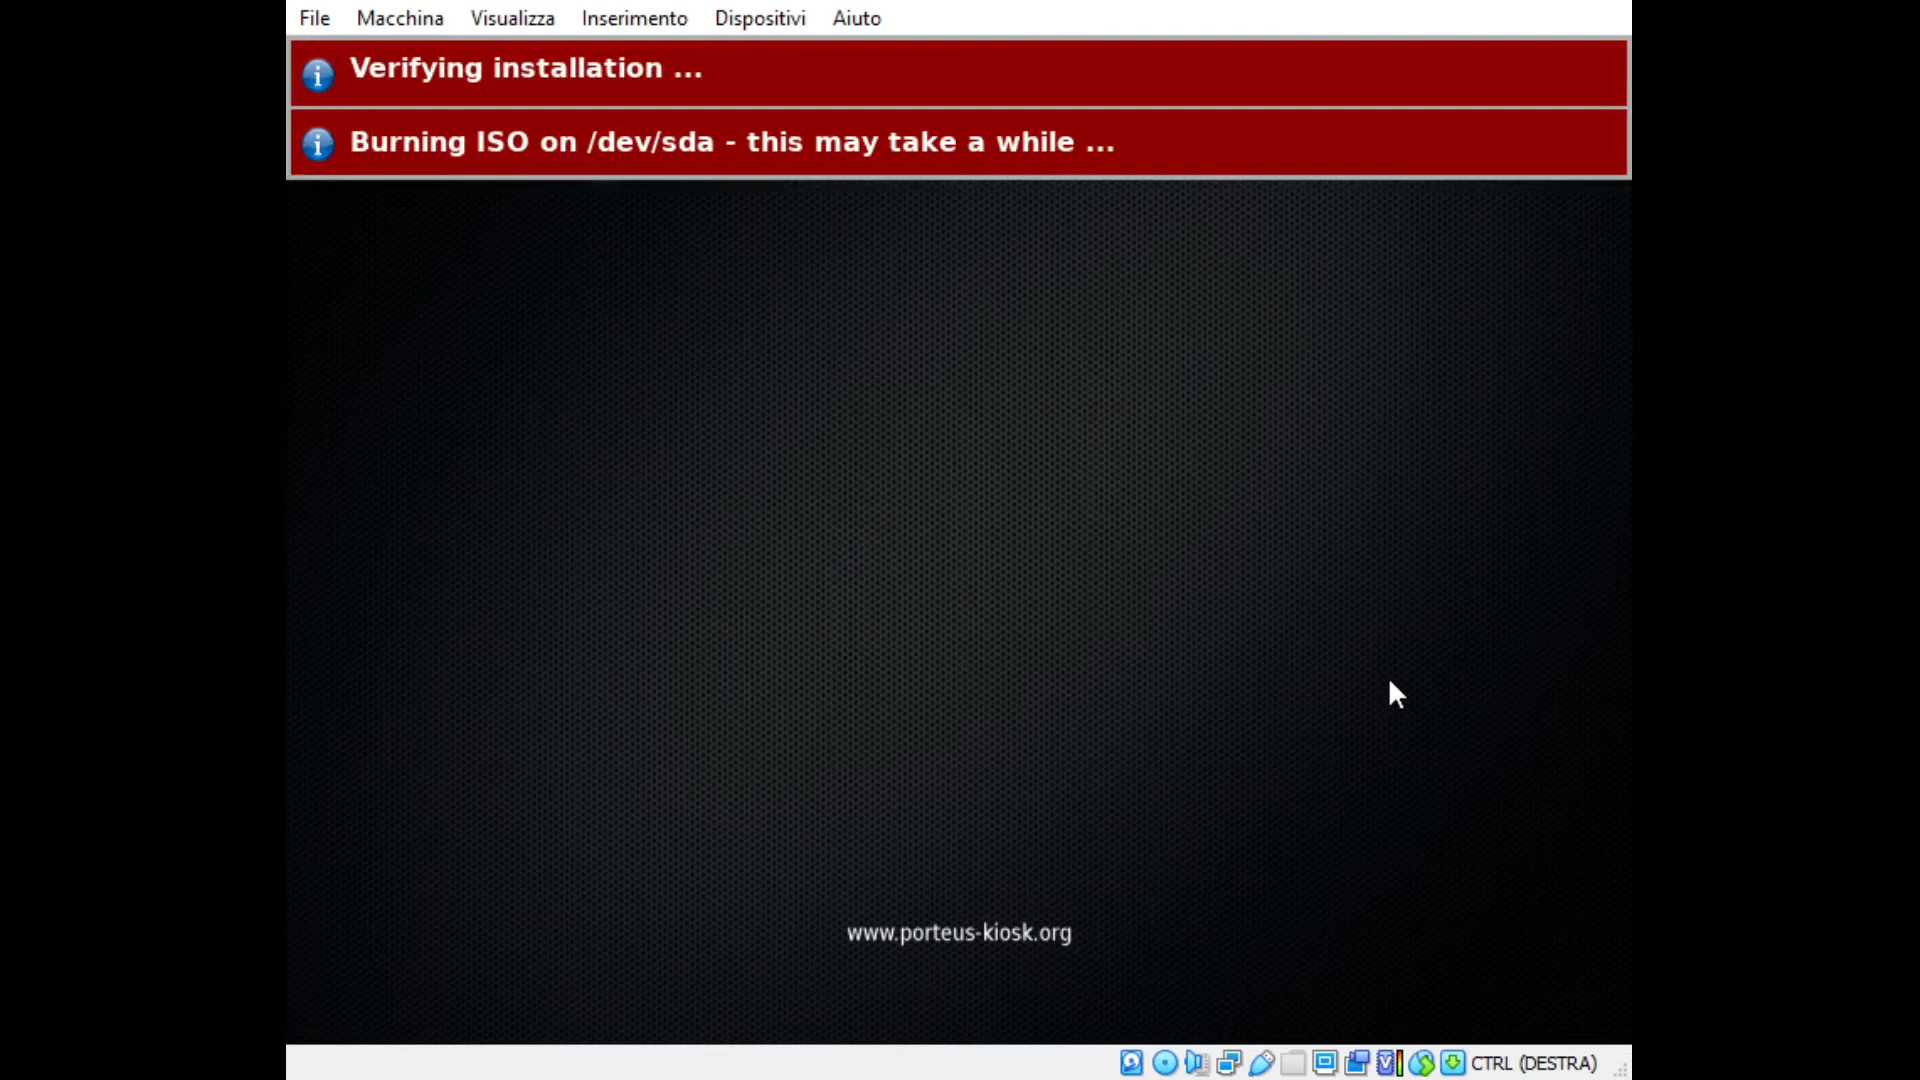 File Macchina Visualizza Inserimento Dispositivi Aiuto
Verifying installation ...
Burning ISO on /dev/sda - this may take a while ...
www.porteus-kiosk.org
CTRL (DESTRA)